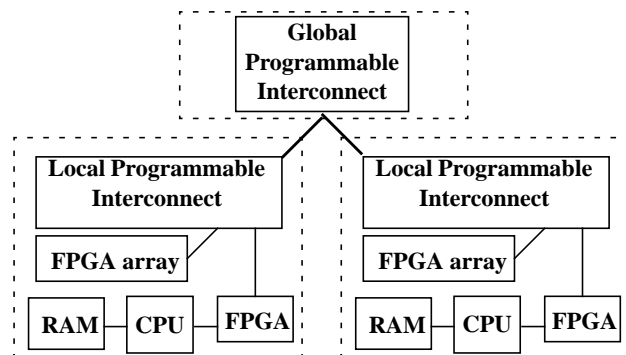 Global
Programmable
Interconnect
Local Programmable
Interconnect
FPGA array
RAM
CPU
FPGA
Local Programmable
Interconnect
FPGA array
RAM
CPU
FPGA